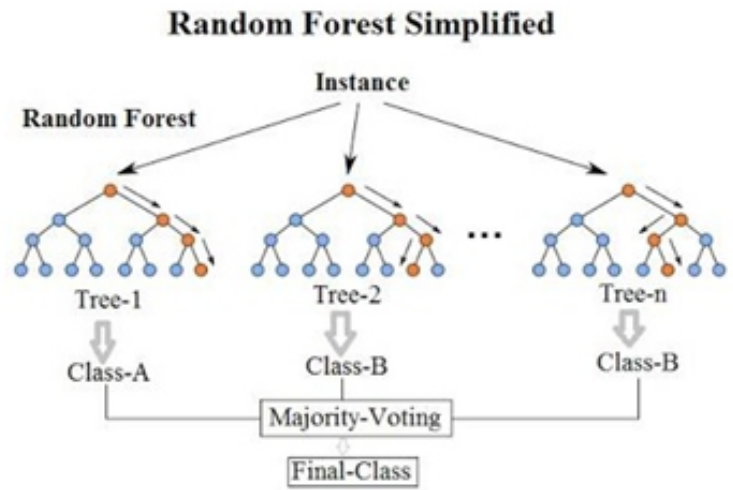 Random Forest Simplified
Instance
Random Forest
...
Tree-1
Tree-2
Tree-n
Class-A
Class-B
Class-B
Majority-Voting
Final-Class